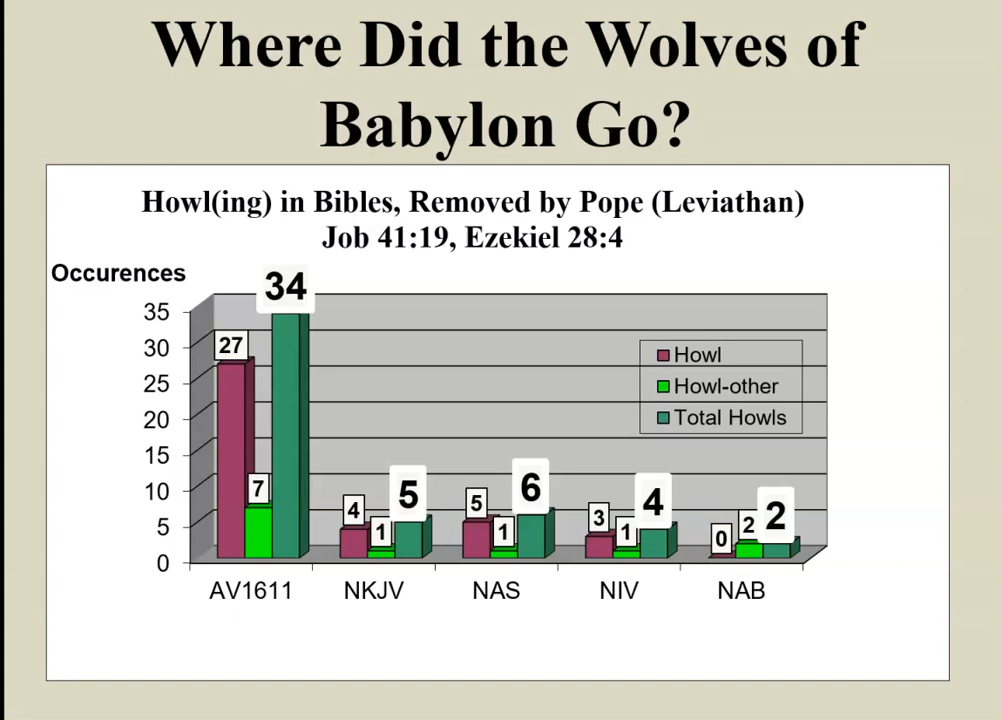 Where Did the Wolves of
Babylon Go?
Howl(ing) in Bibles, Removed by Pope (Leviathan)
Job 41:19, Ezekiel 28:4
Occurences
34
35
30
25
20
15
10
5
0
27
7
4
1
5
5
1
6
3
1
4
0
2
2
Howl
Howl-other
Total Howls
AV1611 NKJV NAS NIV NAB